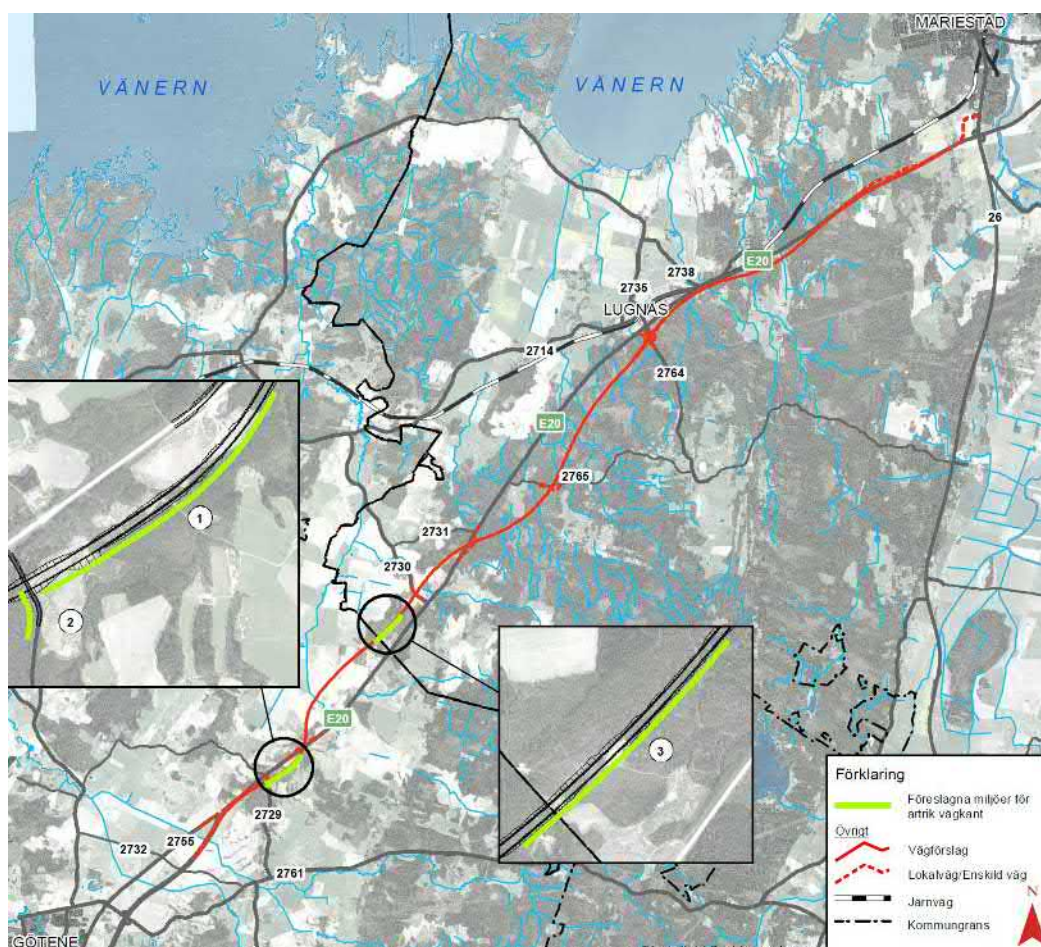 MARIESTAD
VÄNERN
VÄNERN
26
E20
2738
2735
LUGNÅS
2714
2764
E20
2765
2731
2730
1
2
E20
3
2729
2755
2732
2761
GÖTENE
Förklaring
Föreslagna miljöer för
artrik vägkant
Övrigt
Vägförslag
Lokalväg/Enskild väg
Järnväg
Kommungräns
N